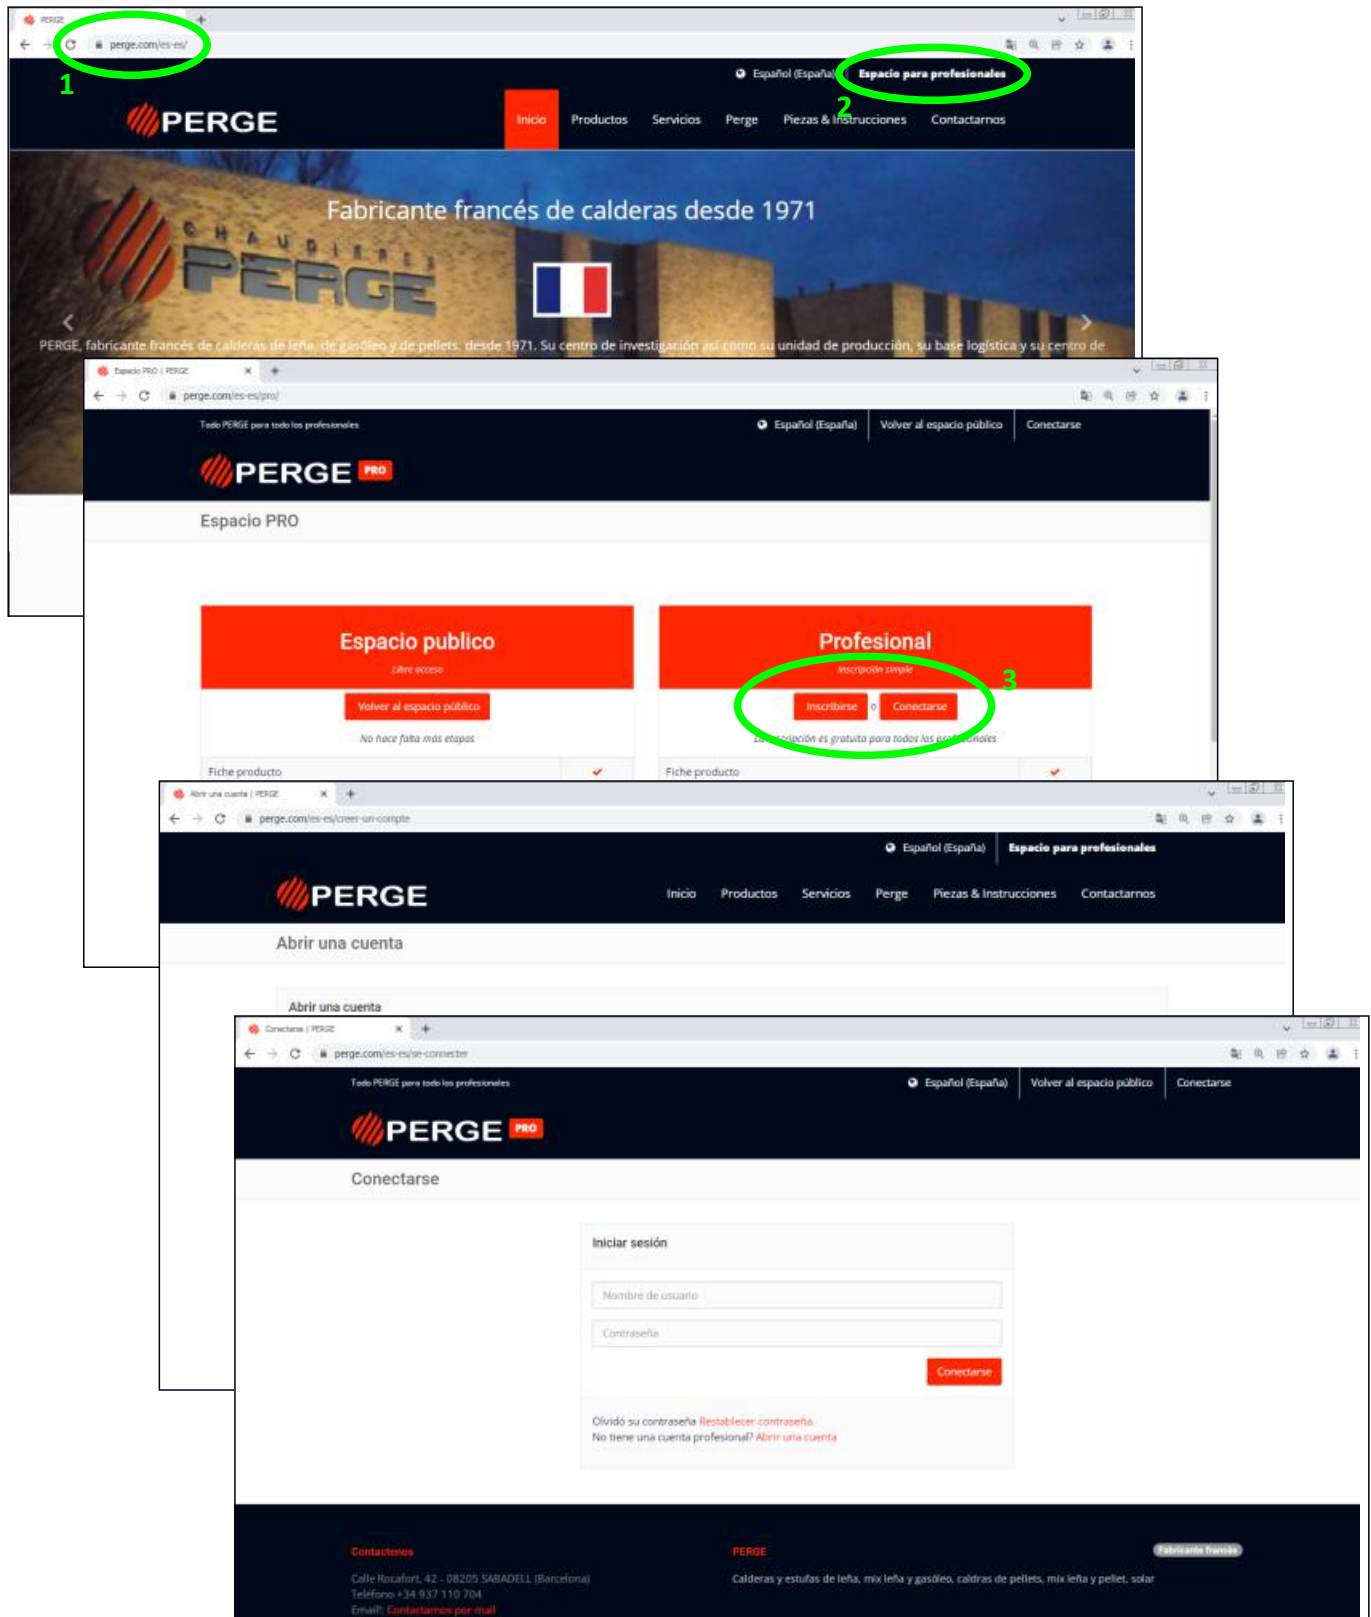 PERGE
perge.com/es-es/
1
Español (España)
Espacio para profesionales
2
PERGE
Inicio Productos Servicios Perge Piezas & Instrucciones Contactarnos
CHAUDIERES
PERGE
Fabricante francés de calderas desde 1971
PERGE, fabricante francés de calderas de leña, de gasóleo y de pellets, desde 1971. Su centro de investigación así como su unidad de producción, su base logística y su centro de
Espacio PRO | PERGE
perge.com/es-es/pro/
Todo PERGE para todo los profesionales
Español (España) Volver al espacio público Conectarse
PERGE PRO
Espacio PRO
Espacio publico
Libre acceso
Volver al espacio público
No hace falta más etapas
Fiche producto
Profesional
Inscripción simple
3
Inscribirse o Conectarse
La inscripción es gratuita para todos los profesionales
Fiche producto
Abrir una cuenta | PERGE
perge.com/es-es/creer-un-compte
Español (España) Espacio para profesionales
PERGE
Inicio Productos Servicios Perge Piezas & Instrucciones Contactarnos
Abrir una cuenta
Abrir una cuenta
Conectarse | PERGE
perge.com/es-es/se-connecter
Todo PERGE para todo los profesionales
Español (España) Volver al espacio público Conectarse
PERGE PRO
Conectarse
Iniciar sesión
Nombre de usuario
Contraseña
Conectarse
Olvidó su contraseña Restablecer contraseña.
No tiene una cuenta profesional? Abrir una cuenta
Contactenos
Calle Rocafort, 42 - 08205 SABADELL (Barcelona)
Teléfono +34 937 110 704
Email: Contactarnos por mail
PERGE
Fabricante francés
Calderas y estufas de leña, mix leña y gasóleo, caldras de pellets, mix leña y pellet, solar